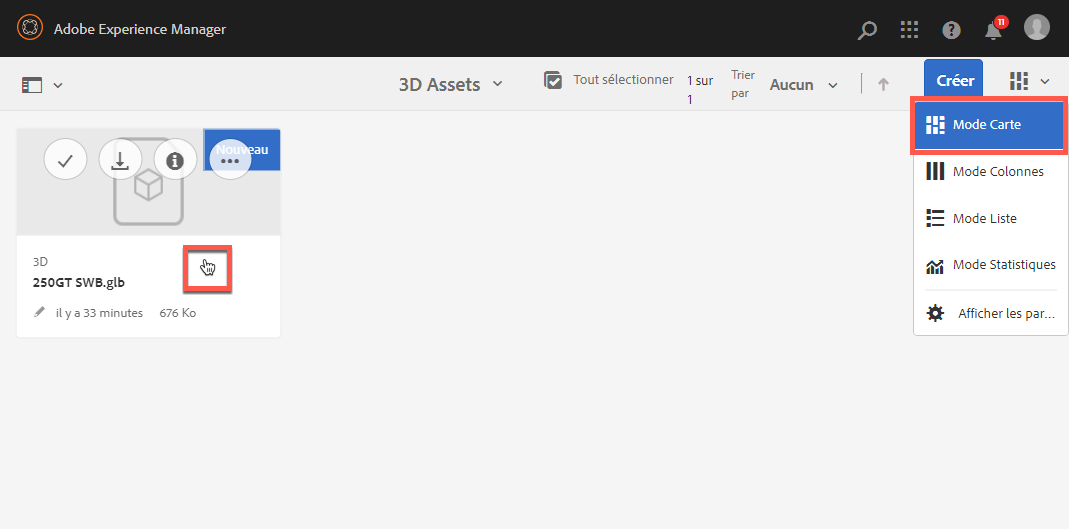 Adobe Experience Manager
11
3D Assets
Tout sélectionner
1 sur
1
Trier
par
Aucun
Créer
Mode Carte
Mode Colonnes
Mode Liste
Mode Statistiques
Afficher les par...
Nouveau
3D
250GT SWB.glb
il y a 33 minutes
676 Ko